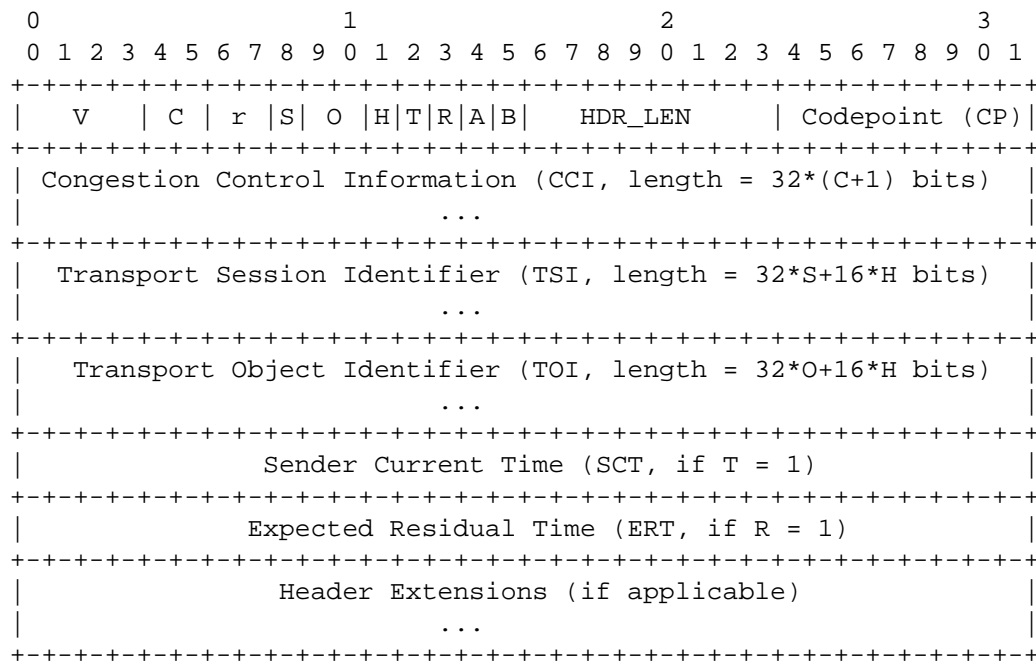 0                   1                   2                   3
 0 1 2 3 4 5 6 7 8 9 0 1 2 3 4 5 6 7 8 9 0 1 2 3 4 5 6 7 8 9 0 1
+-+-+-+-+-+-+-+-+-+-+-+-+-+-+-+-+-+-+-+-+-+-+-+-+-+-+-+-+-+-+-+-+
|   V   | C | r |S| O |H|T|R|A|B|   HDR_LEN     | Codepoint (CP)|
+-+-+-+-+-+-+-+-+-+-+-+-+-+-+-+-+-+-+-+-+-+-+-+-+-+-+-+-+-+-+-+-+
| Congestion Control Information (CCI, length = 32*(C+1) bits)  |
|                          ...                                  |
+-+-+-+-+-+-+-+-+-+-+-+-+-+-+-+-+-+-+-+-+-+-+-+-+-+-+-+-+-+-+-+-+
|  Transport Session Identifier (TSI, length = 32*S+16*H bits)  |
|                          ...                                  |
+-+-+-+-+-+-+-+-+-+-+-+-+-+-+-+-+-+-+-+-+-+-+-+-+-+-+-+-+-+-+-+-+
|   Transport Object Identifier (TOI, length = 32*O+16*H bits)  |
|                          ...                                  |
+-+-+-+-+-+-+-+-+-+-+-+-+-+-+-+-+-+-+-+-+-+-+-+-+-+-+-+-+-+-+-+-+
|               Sender Current Time (SCT, if T = 1)             |
+-+-+-+-+-+-+-+-+-+-+-+-+-+-+-+-+-+-+-+-+-+-+-+-+-+-+-+-+-+-+-+-+
|              Expected Residual Time (ERT, if R = 1)           |
+-+-+-+-+-+-+-+-+-+-+-+-+-+-+-+-+-+-+-+-+-+-+-+-+-+-+-+-+-+-+-+-+
|                Header Extensions (if applicable)              |
|                          ...                                  |
+-+-+-+-+-+-+-+-+-+-+-+-+-+-+-+-+-+-+-+-+-+-+-+-+-+-+-+-+-+-+-+-+